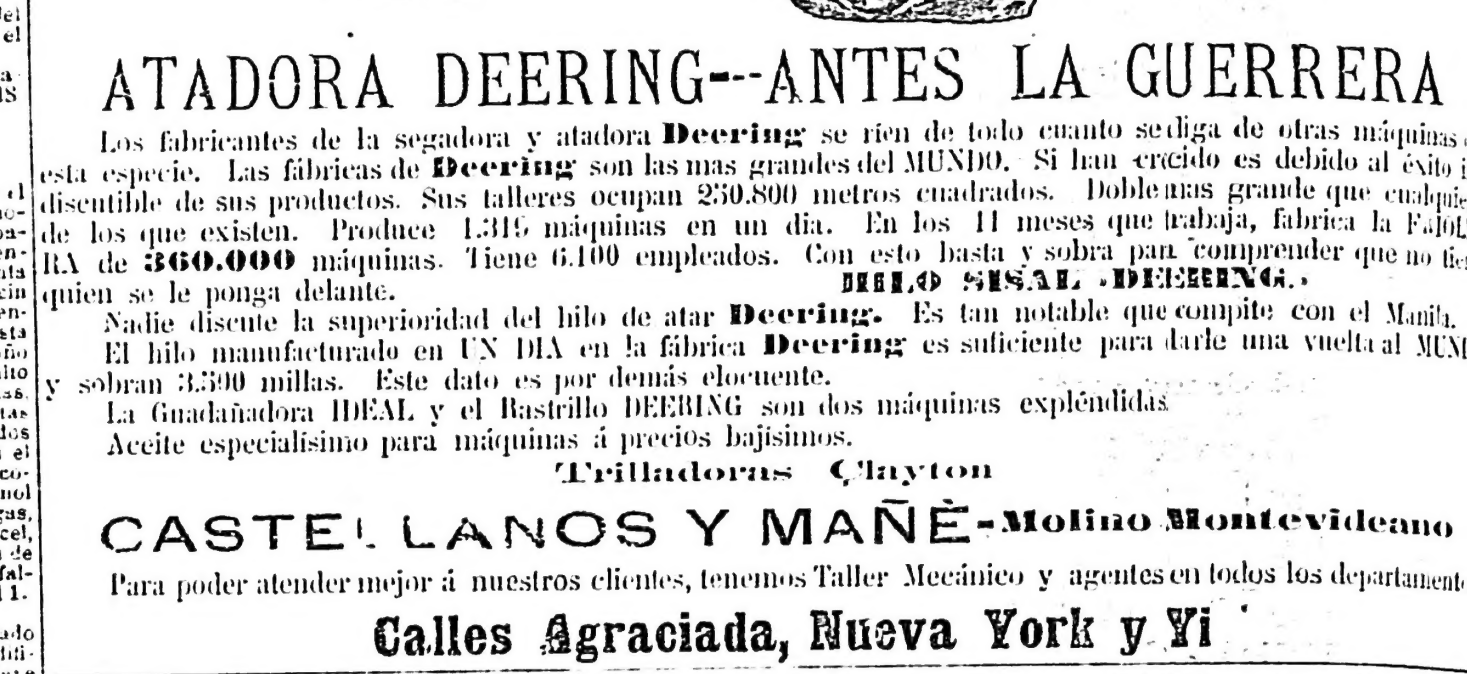 ATADORA DEERING---ANTES LA GUERRERA
Los fabricantes de la segadora y atadora Deering se rien de todo cuanto se diga de otras máquinas
esta especie. Las fábricas de Deering son las mas grandes del MUNDO. Si han crecido es debido al éxito i
discutible de sus productos. Sus talleres ocupan 250.800 metros cuadrados. Doble mas grande que cualquie
de los que existen. Produce máquinas en un dia. En los 11 meses que trabaja, fabrica la
RA de 360.000 máquinas. Tiene 6.100 empleados. Con esto basta y sobra para comprender que no tie
quien se le ponga delante.
HILO SISAL «DEERING.»
Nadie discute la superioridad del hilo de atar Deering. Es tan notable que compite con el Manila.
El hilo manufacturado en UN DIA en la fábrica Deering es suficiente para darle una vuelta al MUN
y sobran millas. Este dato es por demás elocuente.
La Guadañadora IDEAL y el Rastrillo DEERING son dos máquinas expléndidas
Aceite especialísimo para máquinas á precios bajísimos.
Trilladoras Clayton
CASTELLANOS Y MAÑÈ-Molino Montevideano
Para poder atender mejor á nuestros clientes, tenemos Taller Mecánico y agentes en todos los departament
Calles Agraciada, Nueva York y Yi